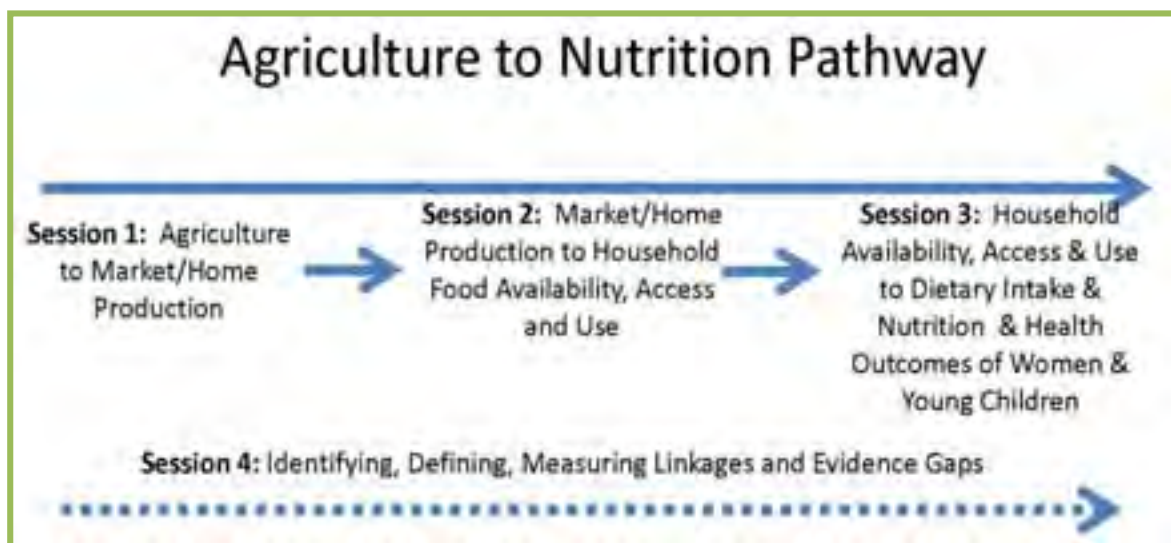 Agriculture to Nutrition Pathway
Session 1: Agriculture
to Market/Home
Production
Session 2: Market/Home
Production to Household
Food Availability, Access
and Use
Session 3: Household
Availability, Access & Use
to Dietary Intake &
Nutrition & Health
Outcomes of Women &
Young Children
Session 4: Identifying, Defining, Measuring Linkages and Evidence Gaps